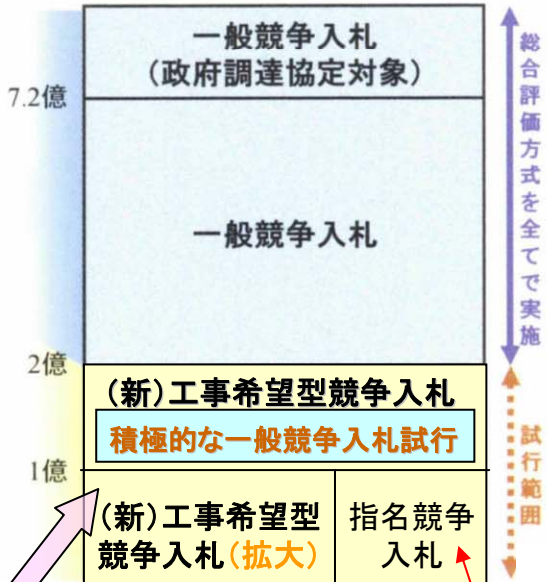 一般競争入札
（政府調達協定対象）
7.2億
一般競争入札
総合評価方式を全てで実施
2億
（新）工事希望型競争入札
積極的な一般競争入札試行
1億
（新）工事希望型
競争入札（拡大）
指名競争
入札
試行範囲